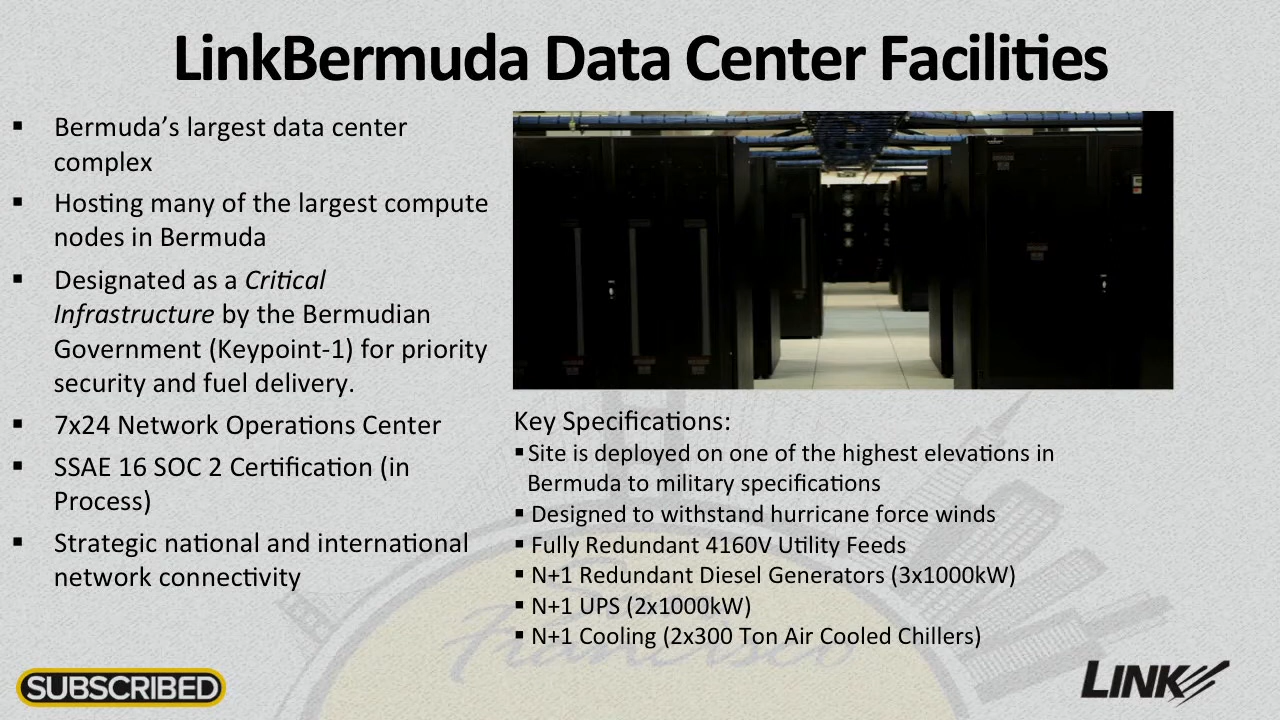 LinkBermuda Data Center Facilities
▪ Bermuda’s largest data center
complex
▪ Hosting many of the largest compute
nodes in Bermuda
▪ Designated as a Critical
Infrastructure by the Bermudian
Government (Keypoint-1) for priority
security and fuel delivery.
▪ 7x24 Network Operations Center
▪ SSAE 16 SOC 2 Certification (in
Process)
▪ Strategic national and international
network connectivity
Key Specifications:
▪ Site is deployed on one of the highest elevations in
Bermuda to military specifications
▪ Designed to withstand hurricane force winds
▪ Fully Redundant 4160V Utility Feeds
▪ N+1 Redundant Diesel Generators (3x1000kW)
▪ N+1 UPS (2x1000kW)
▪ N+1 Cooling (2x300 Ton Air Cooled Chillers)
SUBSCRIBED
LINK